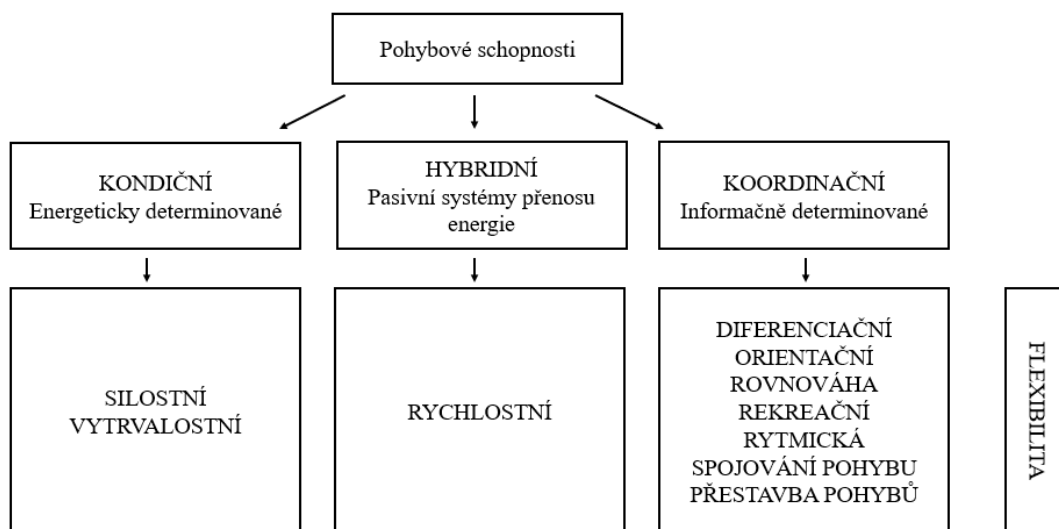 Pohybové schopnosti
KONDIČNÍ
Energeticky determinované
HYBRIDNÍ
Pasivní systémy přenosu
energie
KOORDINAČNÍ
Informačně determinované
SILOSTNÍ
VYTRVALOSTNÍ
RYCHLOSTNÍ
DIFERENCIAČNÍ
ORIENTAČNÍ
ROVNOVÁHA
REKREAČNÍ
RYTMICKÁ
SPOJOVÁNÍ POHYBU
PŘESTAVBA POHYBŮ
FLEXIBILITA